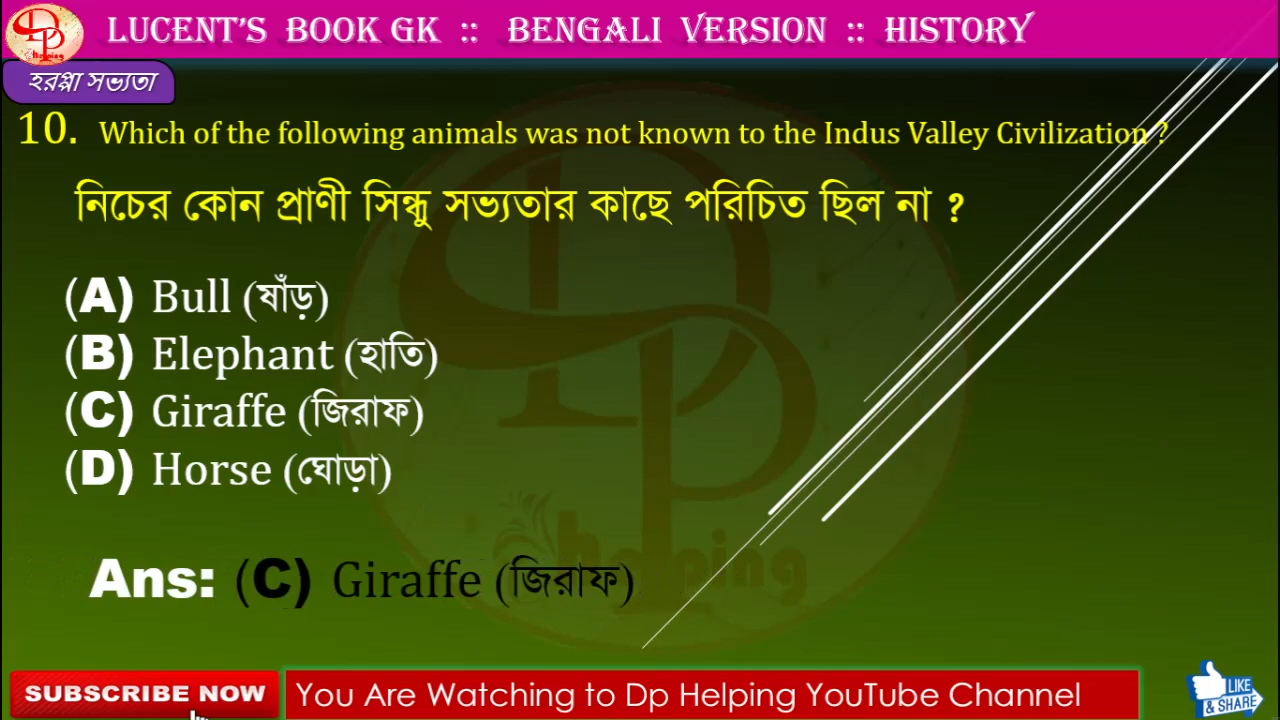 LUCENT'S BOOK GK :: BENGALI VERSION :: HISTORY
হরপ্পা সভ্যতা
10. Which of the following animals was not known to the Indus Valley Civilization ?
নিচের কোন প্রাণী সিন্ধু সভ্যতার কাছে পরিচিত ছিল না ?
(A) Bull (ষাঁড়)
(B) Elephant (হাতি)
(C) Giraffe (জিরাফ)
(D) Horse (ঘোড়া)
Ans: (C) Giraffe (জিরাফ)
SUBSCRIBE NOW
You Are Watching to Dp Helping YouTube Channel
LIKE
& SHARE
DP
helping